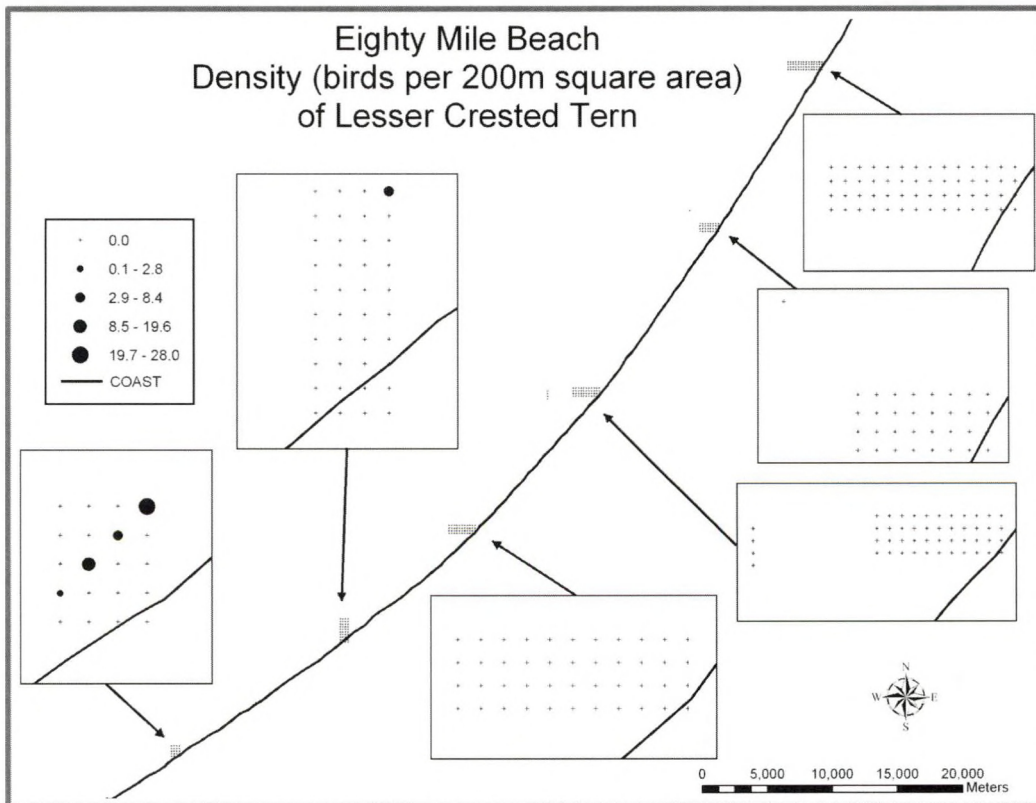 Eighty Mile Beach
Density (birds per 200m square area)
of Lesser Crested Tern
0.0
0.1 - 2.8
2.9 - 8.4
8.5 - 19.6
19.7 - 28.0
COAST
N
W E
S
0 5,000 10,000 15,000 20,000
Meters